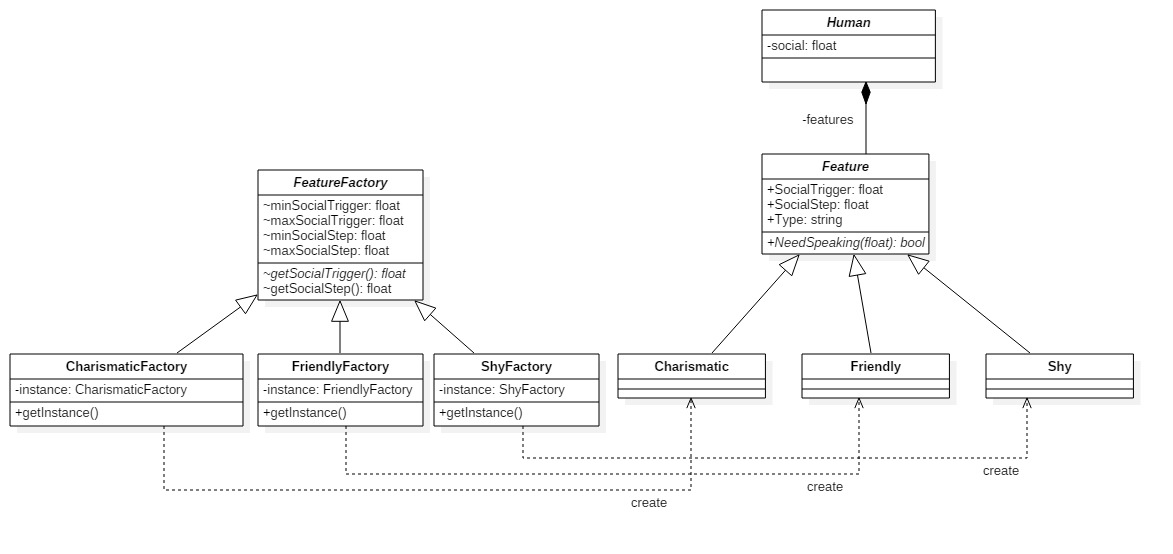 Human
-social: float
-features
Feature
+SocialTrigger: float
+SocialStep: float
+Type: string
+NeedSpeaking(float): bool
FeatureFactory
~minSocialTrigger: float
~maxSocialTrigger: float
~minSocialStep: float
~maxSocialStep: float
~getSocialTrigger(): float
~getSocialStep(): float
CharismaticFactory
-instance: CharismaticFactory
+getInstance()
FriendlyFactory
-instance: FriendlyFactory
+getInstance()
ShyFactory
-instance: ShyFactory
+getInstance()
Charismatic
Friendly
Shy
create
create
create